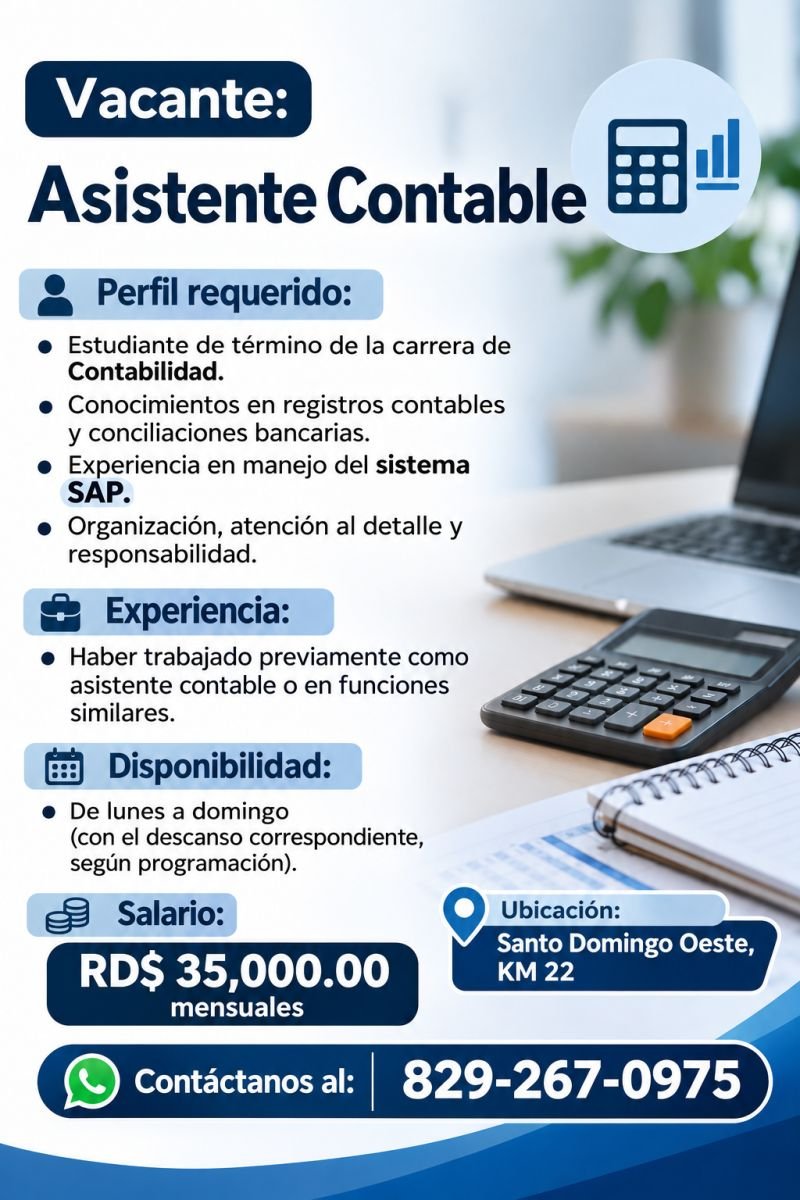 Vacante:
Asistente Contable
Perfil requerido:
• Estudiante de término de la carrera de
Contabilidad.
• Conocimientos en registros contables
y conciliaciones bancarias.
• Experiencia en manejo del sistema
SAP.
• Organización, atención al detalle y
responsabilidad.
Experiencia:
• Haber trabajado previamente como
asistente contable o en funciones
similares.
Disponibilidad:
• De lunes a domingo
(con el descanso correspondiente,
según programación).
Salario:
RD$ 35,000.00
mensuales
Ubicación:
Santo Domingo Oeste,
KM 22
Contáctanos al:
829-267-0975